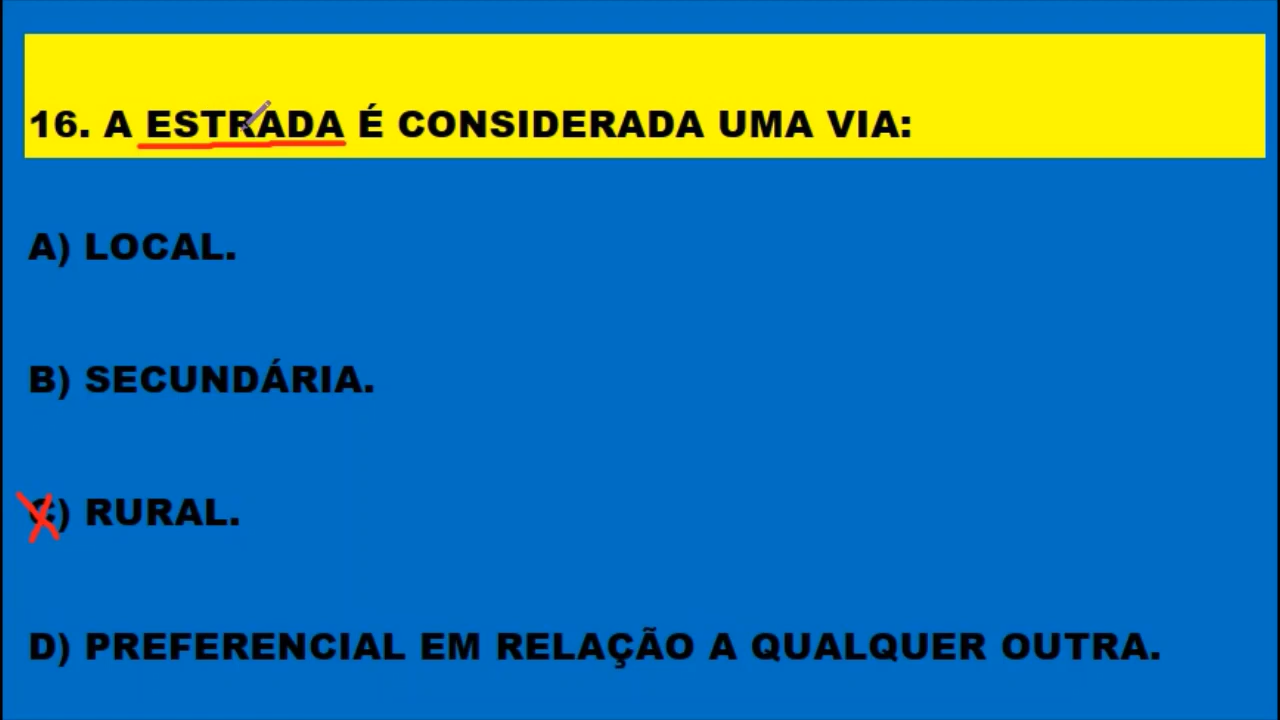 16. A ESTRADA É CONSIDERADA UMA VIA:
A) LOCAL.
B) SECUNDÁRIA.
C) RURAL.
D) PREFERENCIAL EM RELAÇÃO A QUALQUER OUTRA.